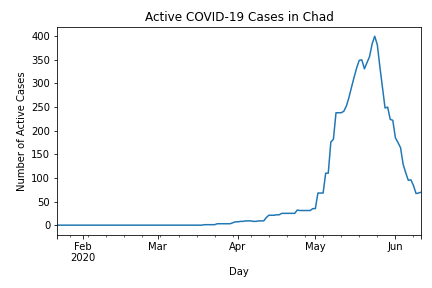 Active COVID-19 Cases in Chad
Number of Active Cases
400
350
300
250
200
150
100
50
0
Feb
2020
Mar
Apr
May
Jun
Day